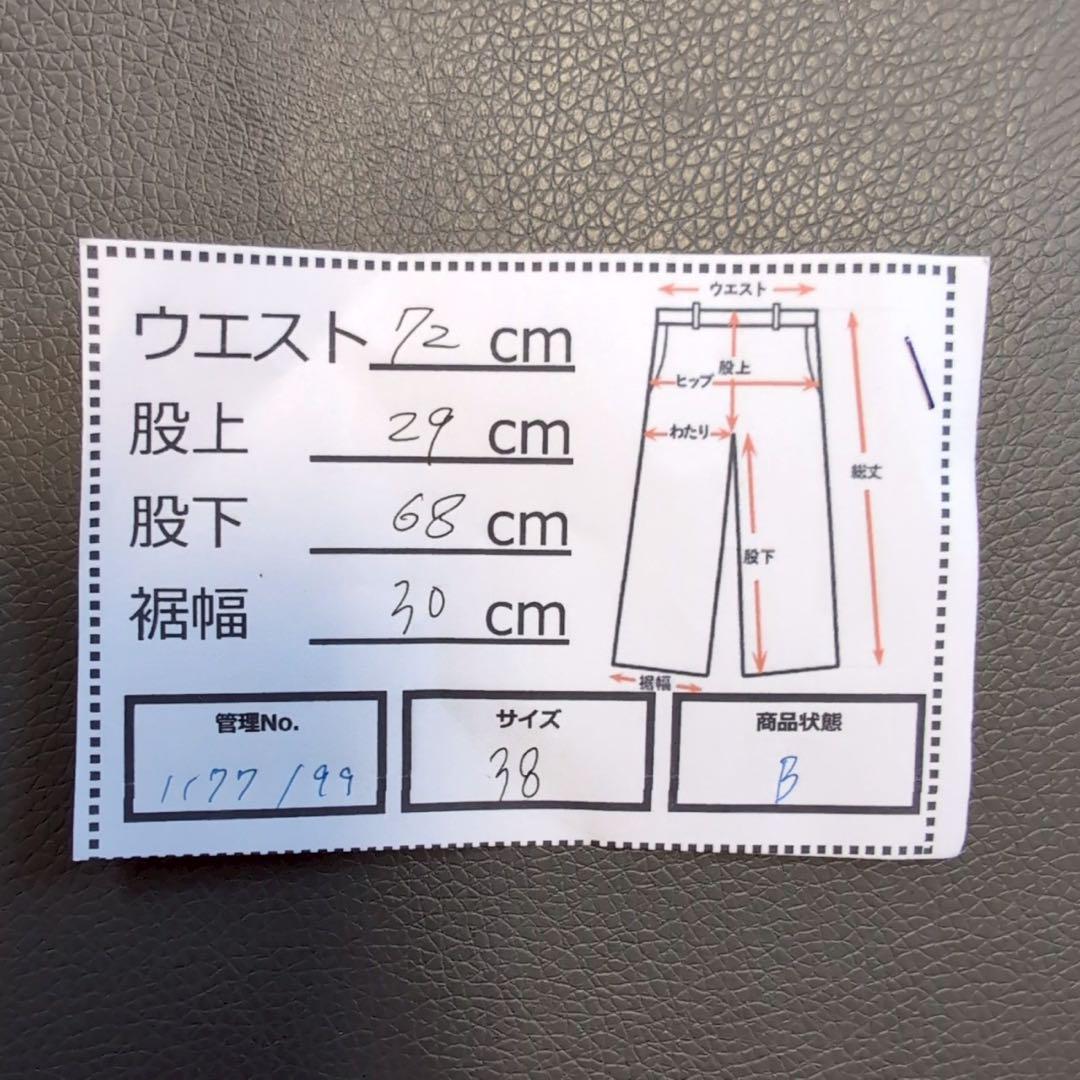 ウエスト 72 cm
股上 29 cm
股下 68 cm
裾幅 30 cm
ウエスト
股上
ヒップ
わたり
総丈
股下
裾幅
管理No.
1177/99
サイズ
38
商品状態
B